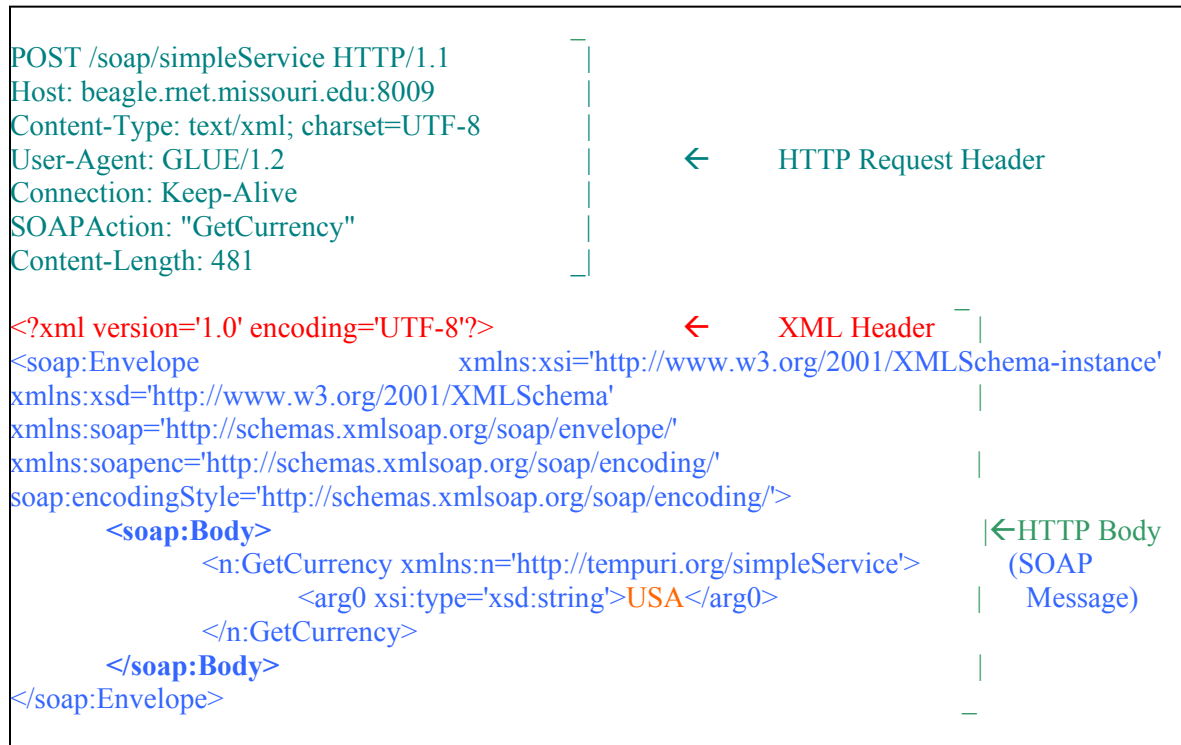 POST /soap/simpleService HTTP/1.1
Host: beagle.rnet.missouri.edu:8009
Content-Type: text/xml; charset=UTF-8
User-Agent: GLUE/1.2 ← HTTP Request Header
Connection: Keep-Alive
SOAPAction: "GetCurrency"
Content-Length: 481
<?xml version='1.0' encoding='UTF-8'?> ← XML Header
<soap:Envelope xmlns:xsi='http://www.w3.org/2001/XMLSchema-instance'
xmlns:xsd='http://www.w3.org/2001/XMLSchema'
xmlns:soap='http://schemas.xmlsoap.org/soap/envelope/'
xmlns:soapenc='http://schemas.xmlsoap.org/soap/encoding/'
soap:encodingStyle='http://schemas.xmlsoap.org/soap/encoding/'>
<soap:Body> |←HTTP Body
<n:GetCurrency xmlns:n='http://tempuri.org/simpleService'> (SOAP
<arg0 xsi:type='xsd:string'>USA</arg0> | Message)
</n:GetCurrency>
</soap:Body>
</soap:Envelope>